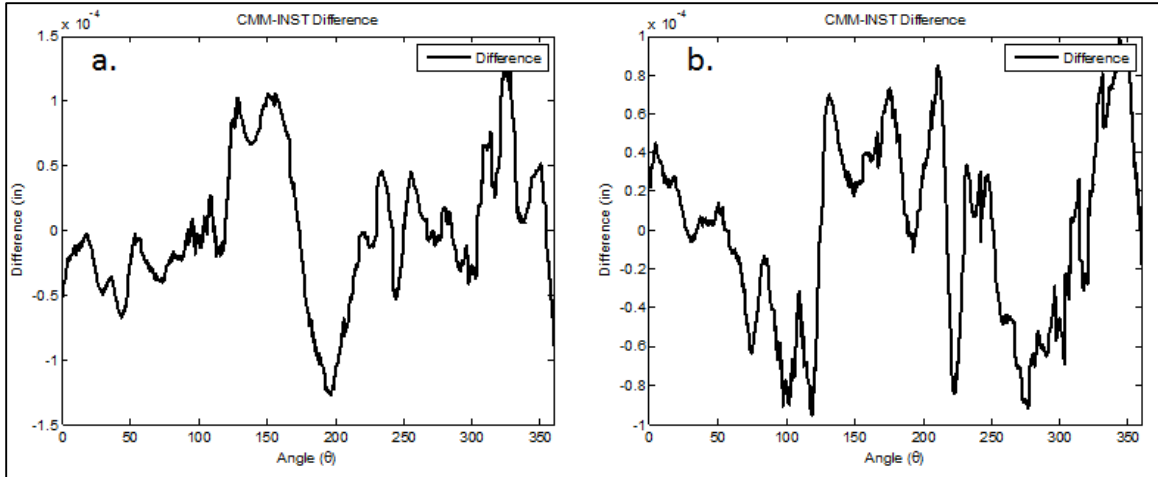 x 10-4
CMM-INST Difference
a.
Difference
1.5
1
0.5
0
-0.5
-1
-1.5
Difference (in)
0 50 100 150 200 250 300 350
Angle (θ)
x 10-4
CMM-INST Difference
b.
Difference
1
0.8
0.6
0.4
0.2
0
-0.2
-0.4
-0.6
-0.8
-1
Difference (in)
0 50 100 150 200 250 300 350
Angle (θ)